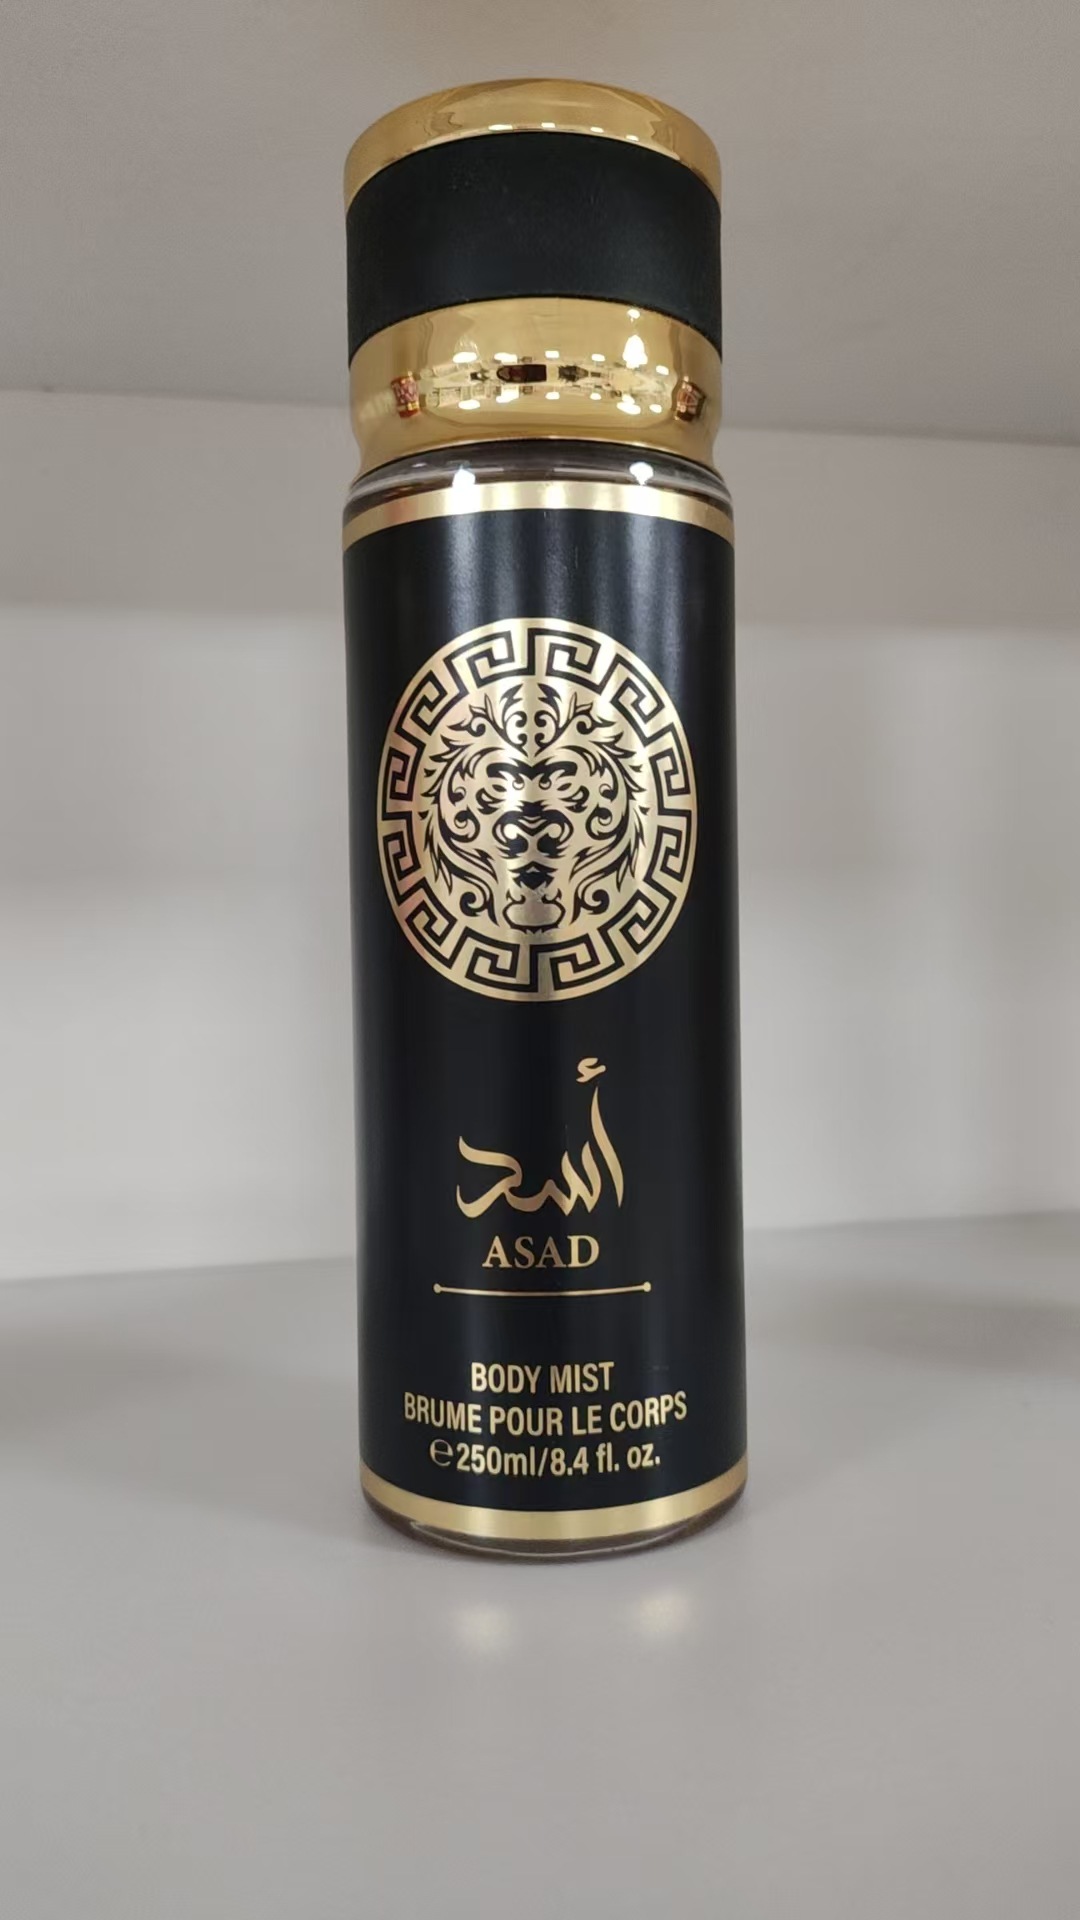 أسد
ASAD
BODY MIST
BRUME POUR LE CORPS
℮250ml/8.4 fl. oz.